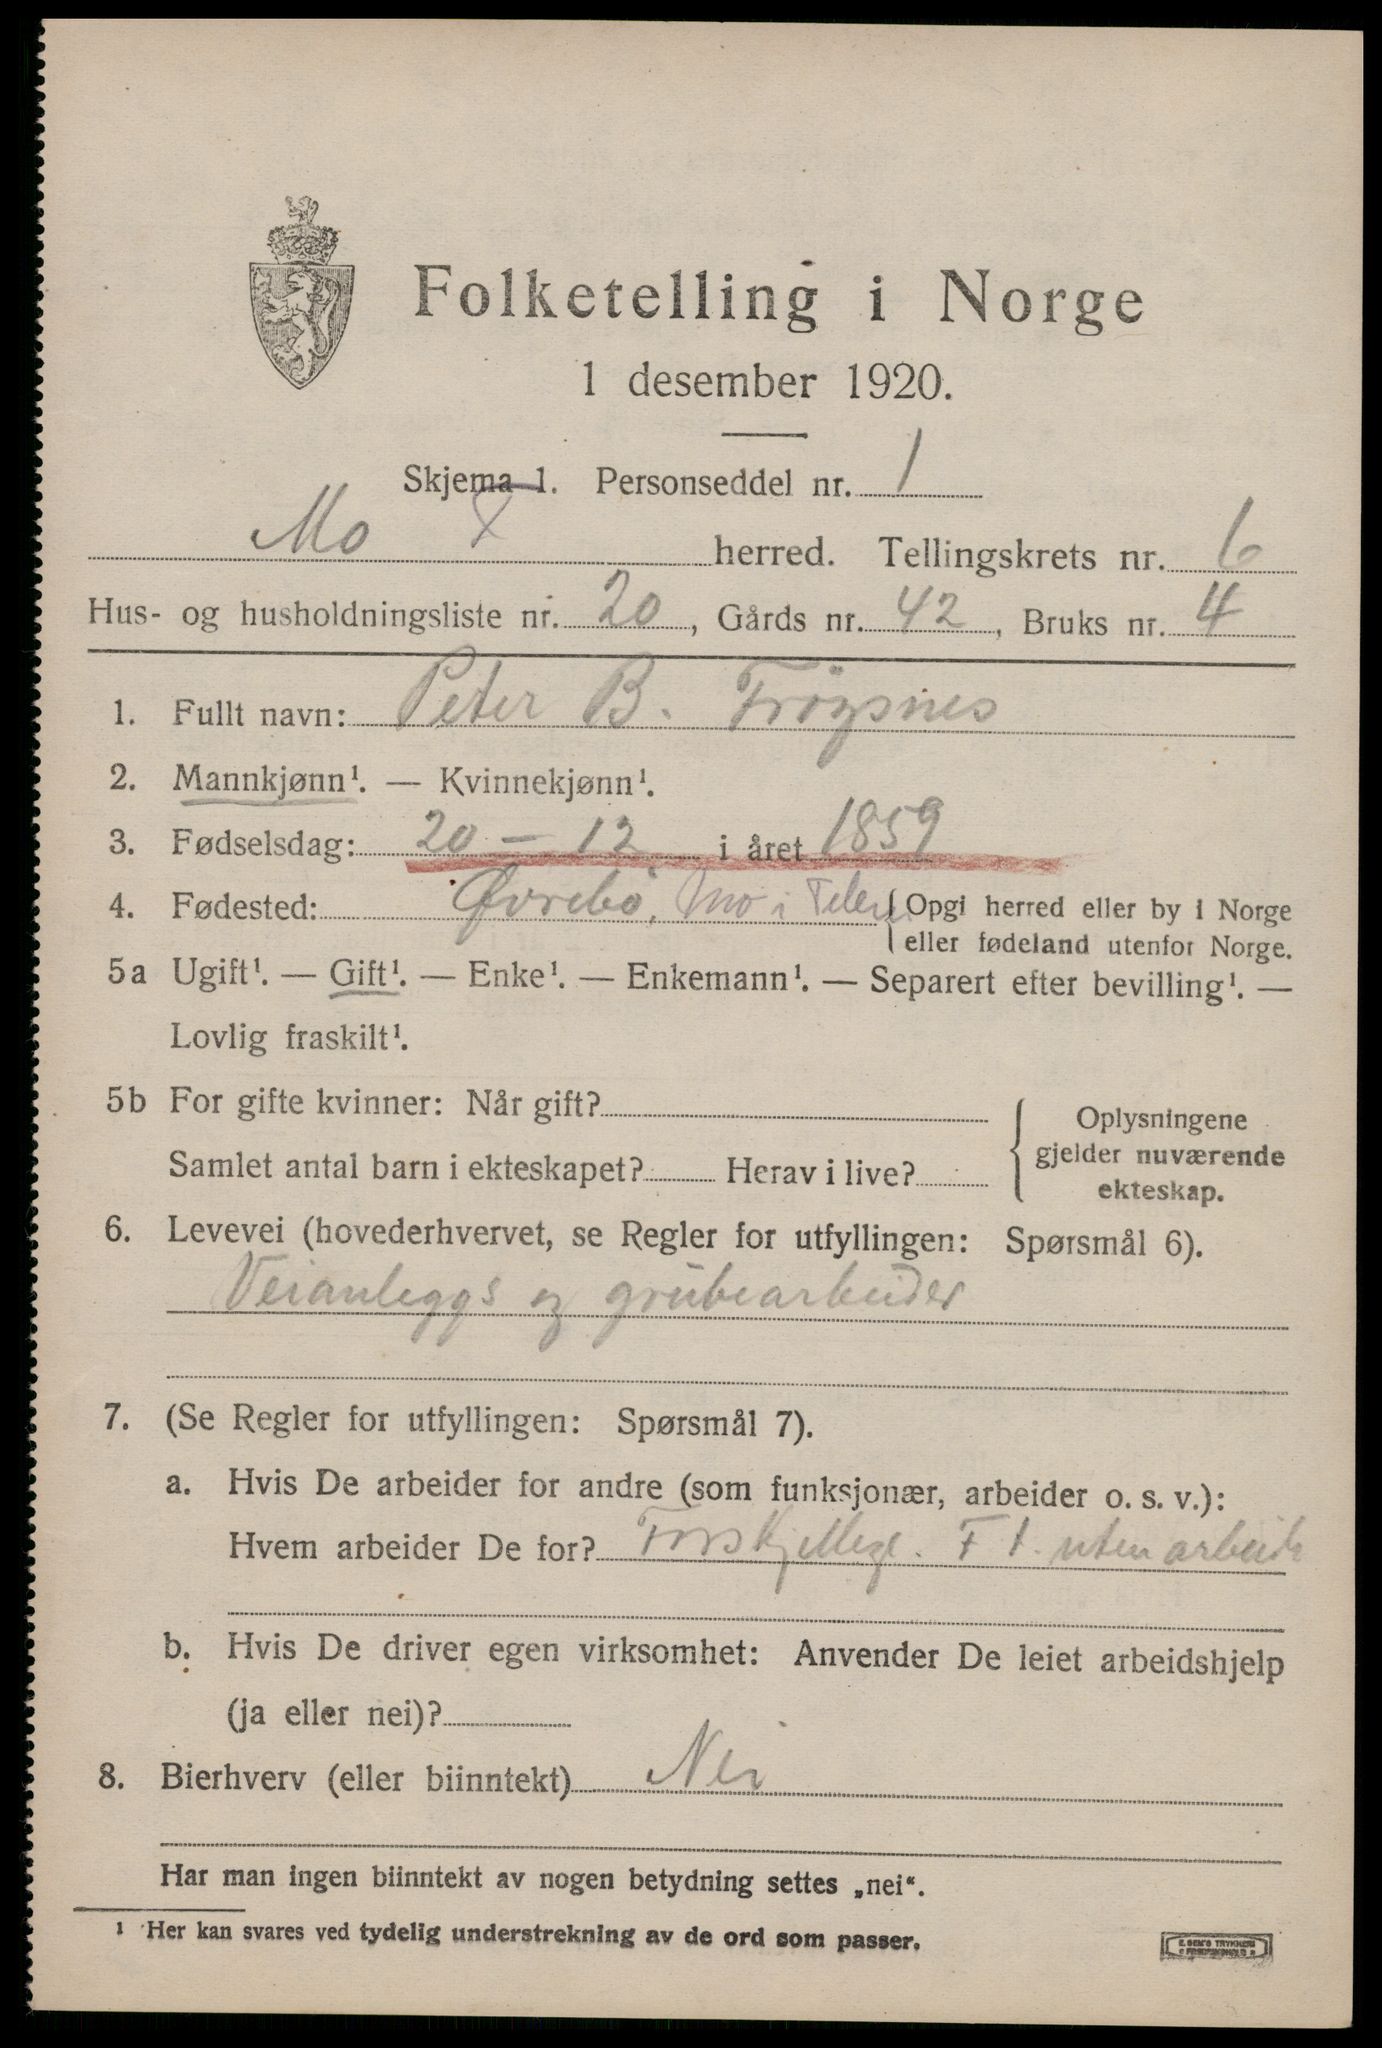 Folketelling i Norge
1 desember 1920.
Skjema 1. Personseddel nr. 1
Mo herred. Tellingskrets nr. 6
Hus- og husholdningsliste nr. 20, Gårds nr. 42, Bruks nr. 4
1. Fullt navn: Peter B. Frøysnes
2. Mannkjønn¹. — Kvinnekjønn¹.
3. Fødselsdag: 20 – 12 i året 1859
4. Fødested: Øvrebö, Mo i Telem { Opgi herred eller by i Norge
eller fødeland utenfor Norge.
5a Ugift¹. — Gift¹. — Enke¹. — Enkemann¹. — Separert efter bevilling¹. —
Lovlig fraskilt¹.
5b For gifte kvinner: Når gift?
Samlet antal barn i ekteskapet? Herav i live?
Oplysningene
gjelder nuværende
ekteskap.
6. Levevei (hovederhvervet, se Regler for utfyllingen: Spørsmål 6).
Veianleggs og grubearbeider
7. (Se Regler for utfyllingen: Spørsmål 7).
a. Hvis De arbeider for andre (som funksjonær, arbeider o. s. v.):
Hvem arbeider De for? Forskjellige. F t. uten arbeide
b. Hvis De driver egen virksomhet: Anvender De leiet arbeidshjelp
(ja eller nei)?
8. Bierhverv (eller biinntekt) Nei
Har man ingen biinntekt av nogen betydning settes „nei“.
¹ Her kan svares ved tydelig understrekning av de ord som passer.